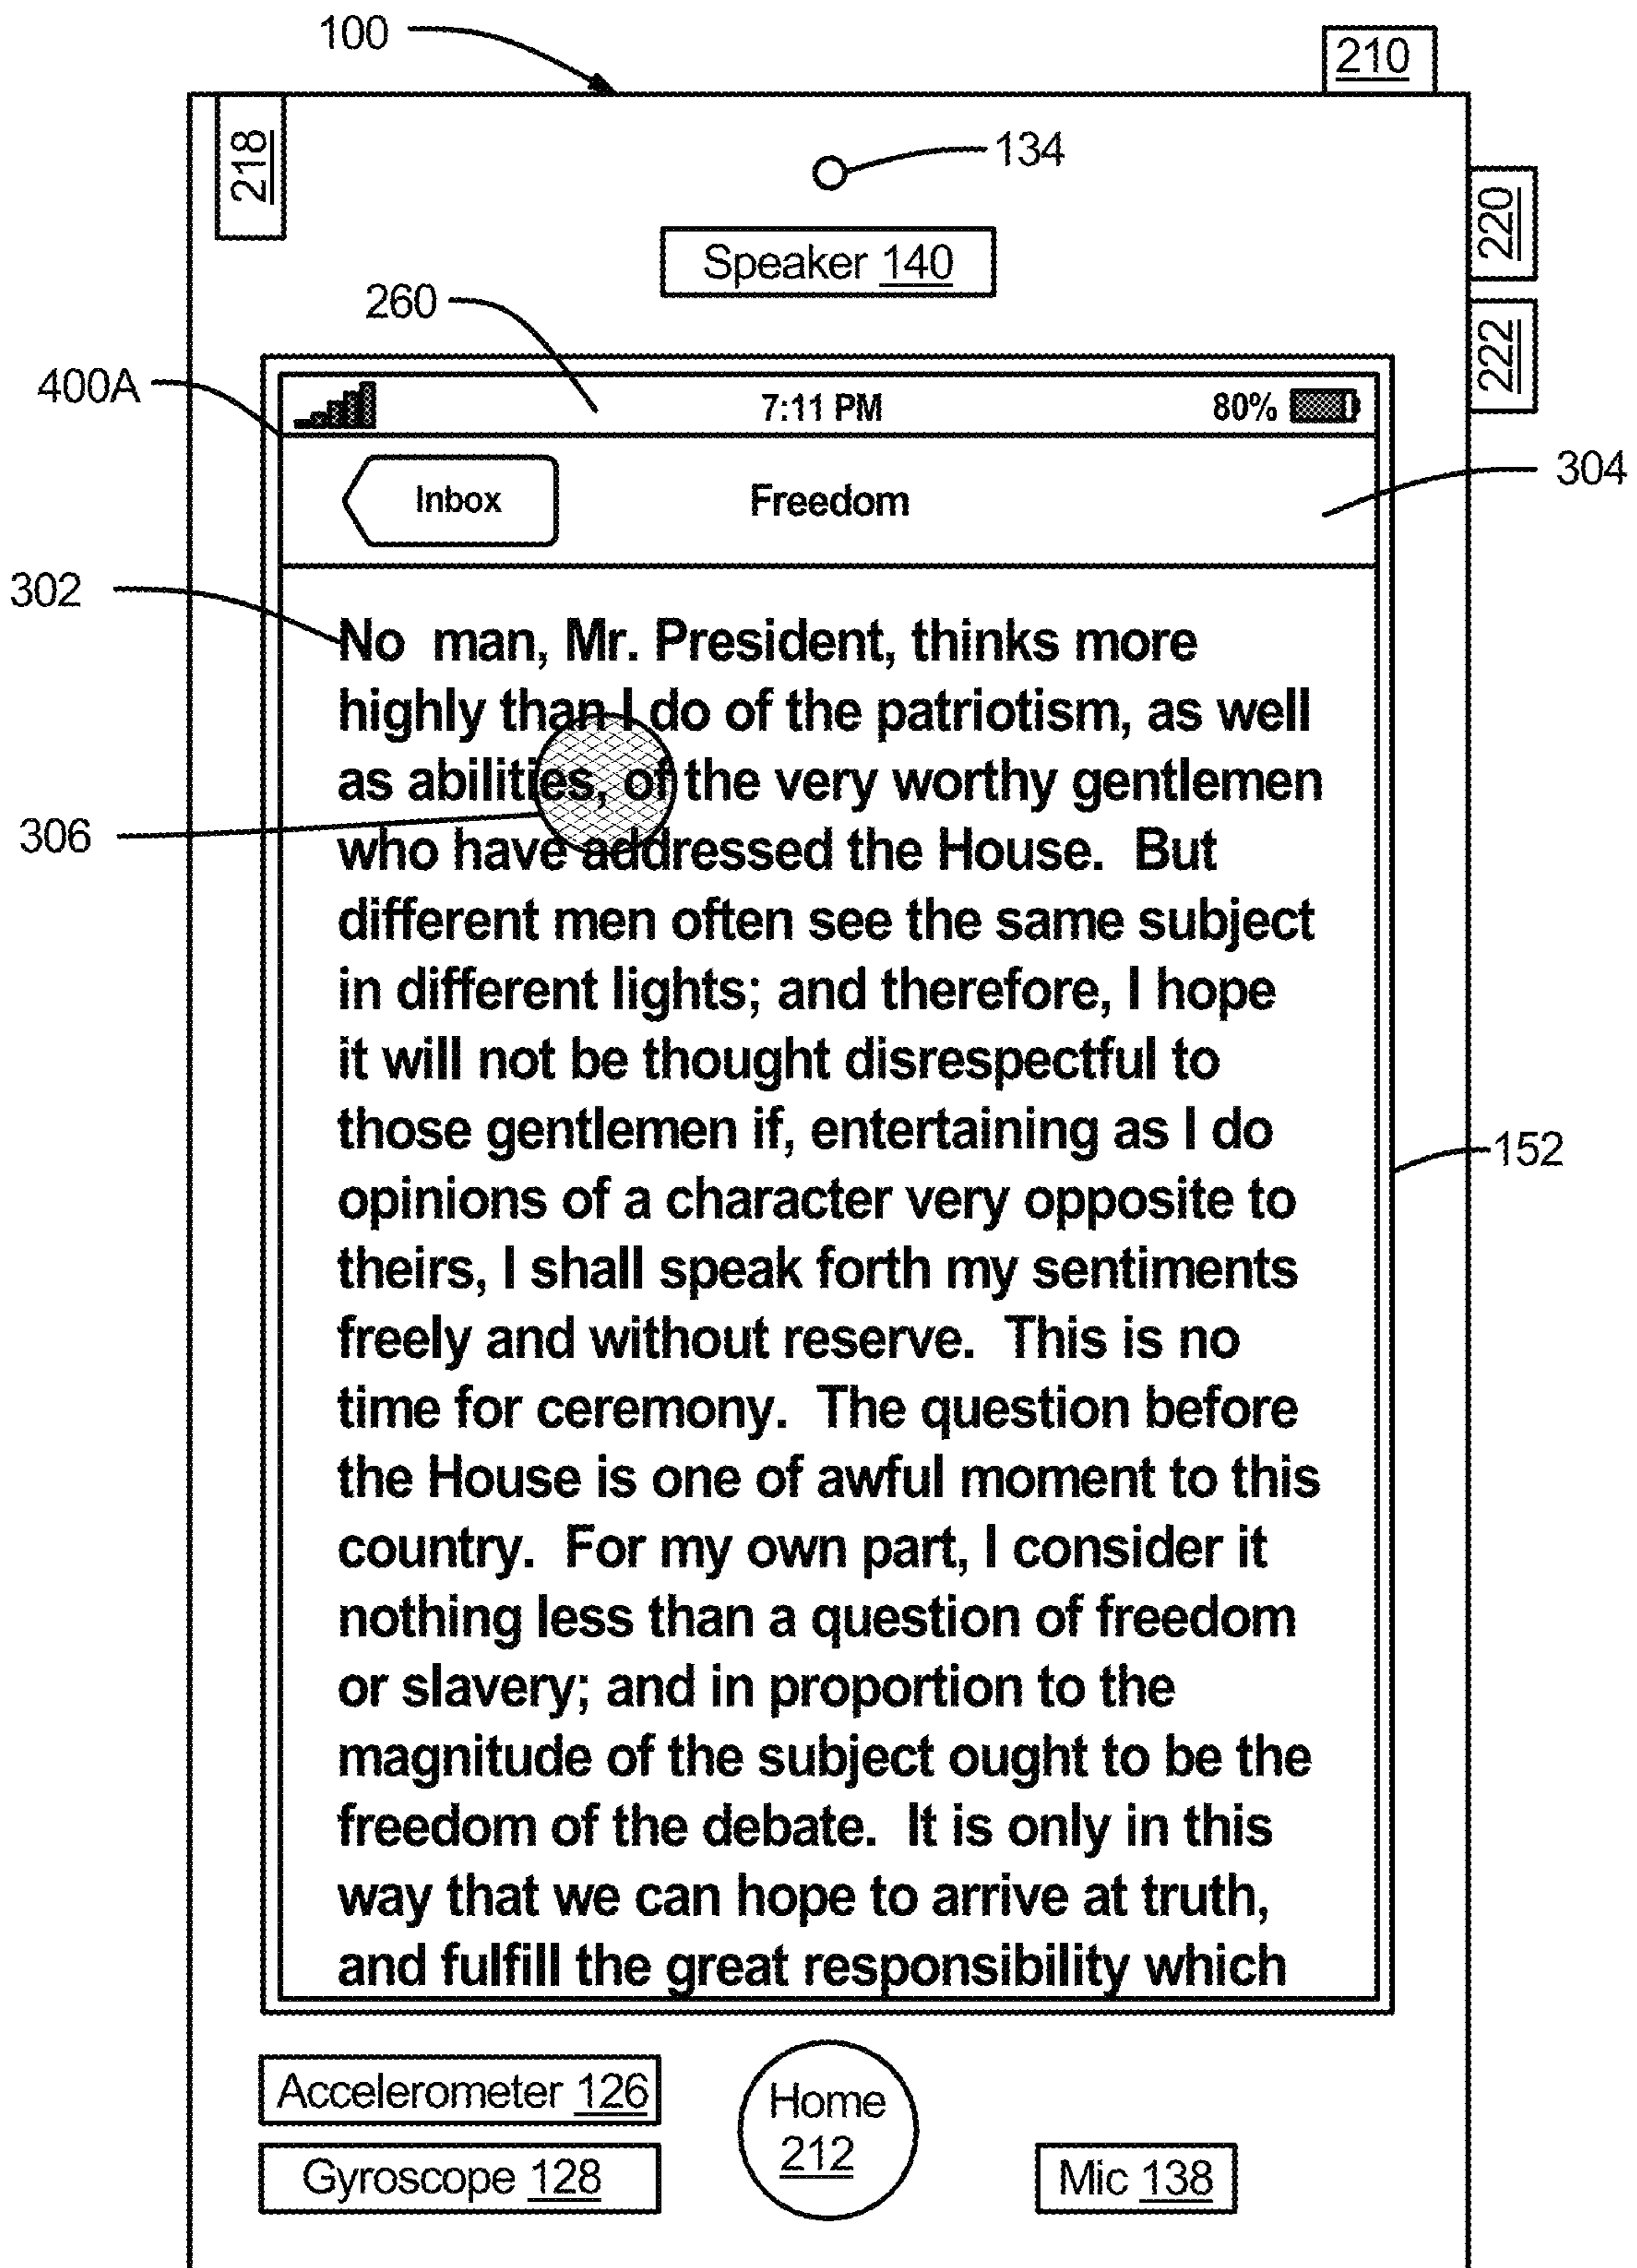 100
210
218
134
220
Speaker 140
260
222
400A
7:11 PM
80%
304
Inbox
Freedom
302
No man, Mr. President, thinks more
highly than I do of the patriotism, as well
as abilities, of the very worthy gentlemen
306
who have addressed the House. But
different men often see the same subject
in different lights; and therefore, I hope
it will not be thought disrespectful to
those gentlemen if, entertaining as I do
152
opinions of a character very opposite to
theirs, I shall speak forth my sentiments
freely and without reserve. This is no
time for ceremony. The question before
the House is one of awful moment to this
country. For my own part, I consider it
nothing less than a question of freedom
or slavery; and in proportion to the
magnitude of the subject ought to be the
freedom of the debate. It is only in this
way that we can hope to arrive at truth,
and fulfill the great responsibility which
Accelerometer 126
Home
212
Gyroscope 128
Mic 138